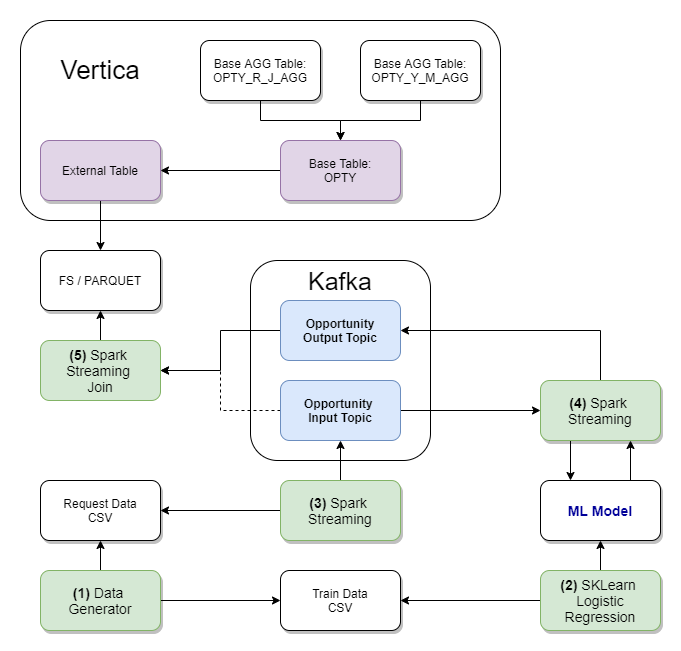 Vertica
Base AGG Table:
OPTY_R_J_AGG
Base AGG Table:
OPTY_Y_M_AGG
External Table
Base Table:
OPTY
FS / PARQUET
Kafka
Opportunity
Output Topic
(5) Spark
Streaming
Join
Opportunity
Input Topic
(4) Spark
Streaming
Request Data
CSV
(3) Spark
Streaming
ML Model
(1) Data
Generator
Train Data
CSV
(2) SKLearn
Logistic
Regression